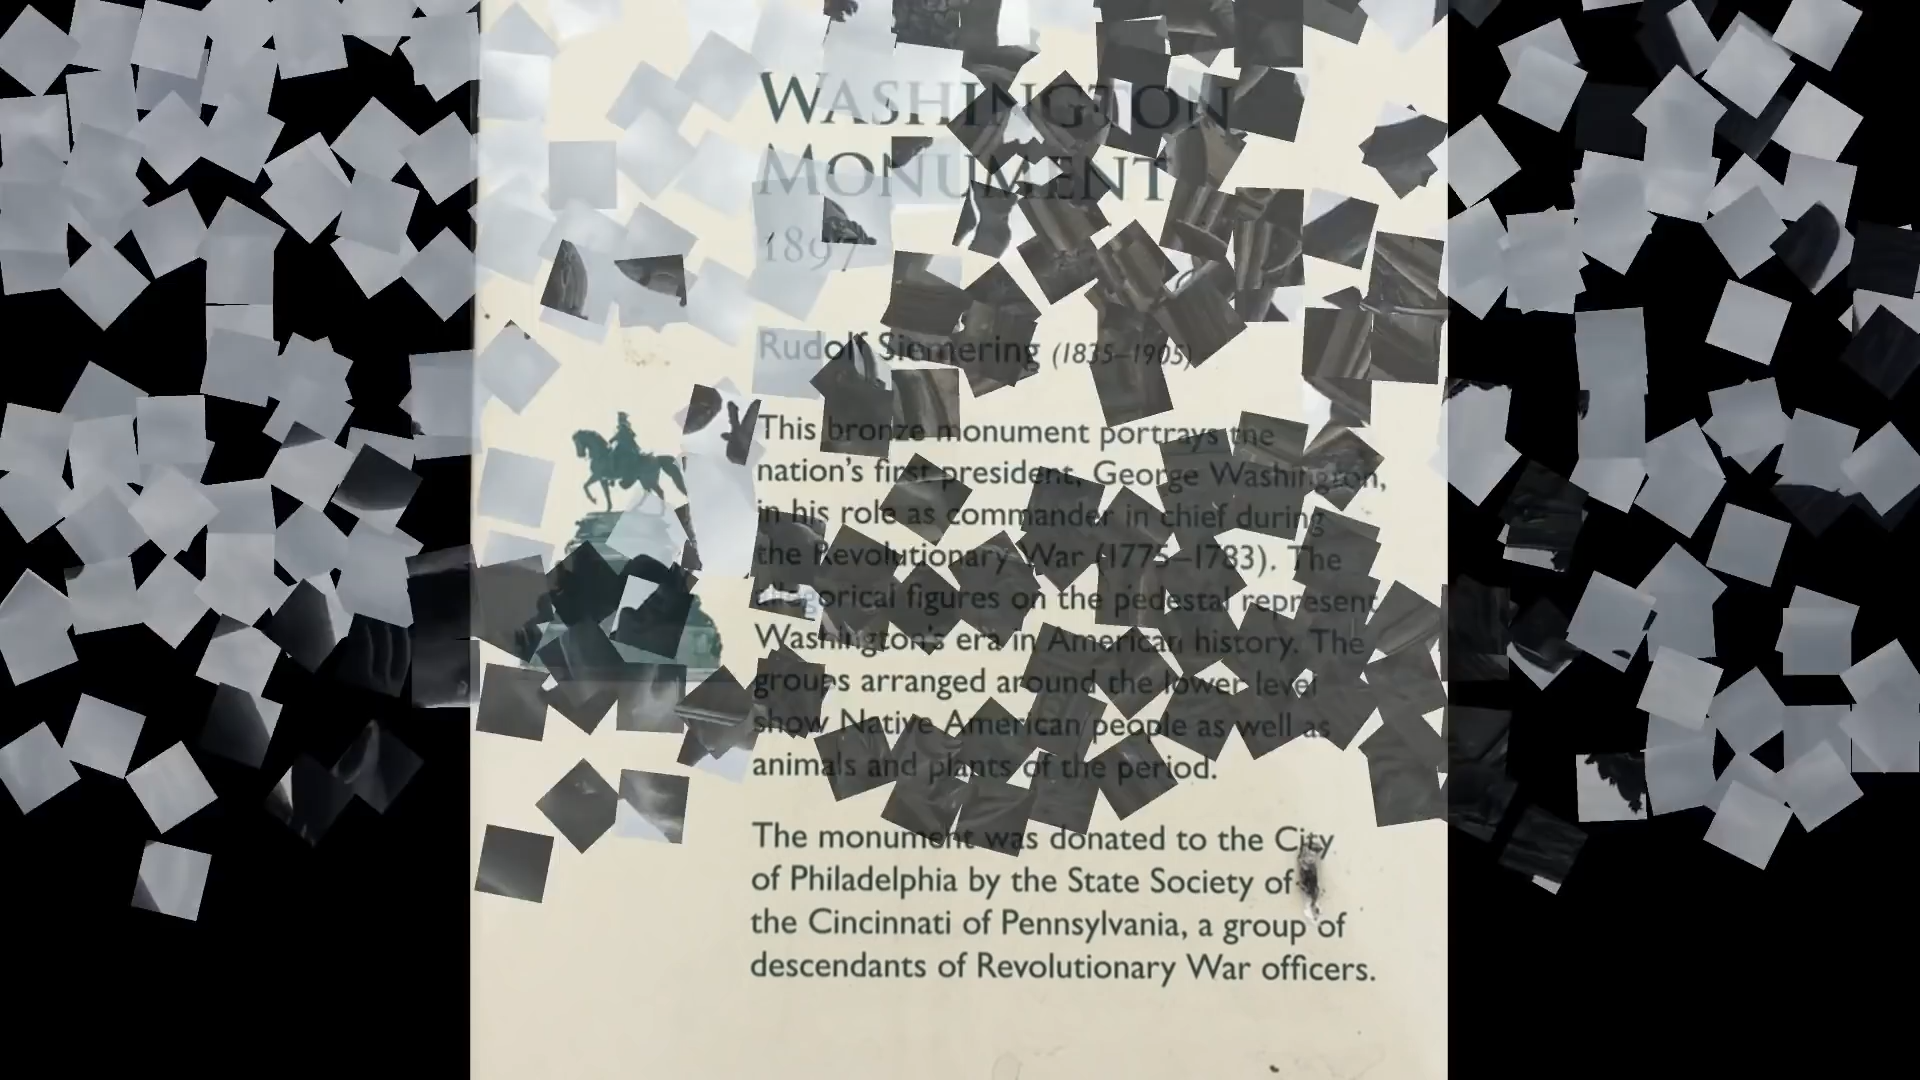 WASHINGTON
MONUMENT
1897
Rudolf Siemering (1835–1905)
This bronze monument portrays the
nation's first president, George Washington,
in his role as commander in chief during
the Revolutionary War (1775–1783). The
allegorical figures on the pedestal represent
Washington's era in American history. The
groups arranged around the lower level
show Native American people as well as
animals and plants of the period.
The monument was donated to the City
of Philadelphia by the State Society of
the Cincinnati of Pennsylvania, a group of
descendants of Revolutionary War officers.